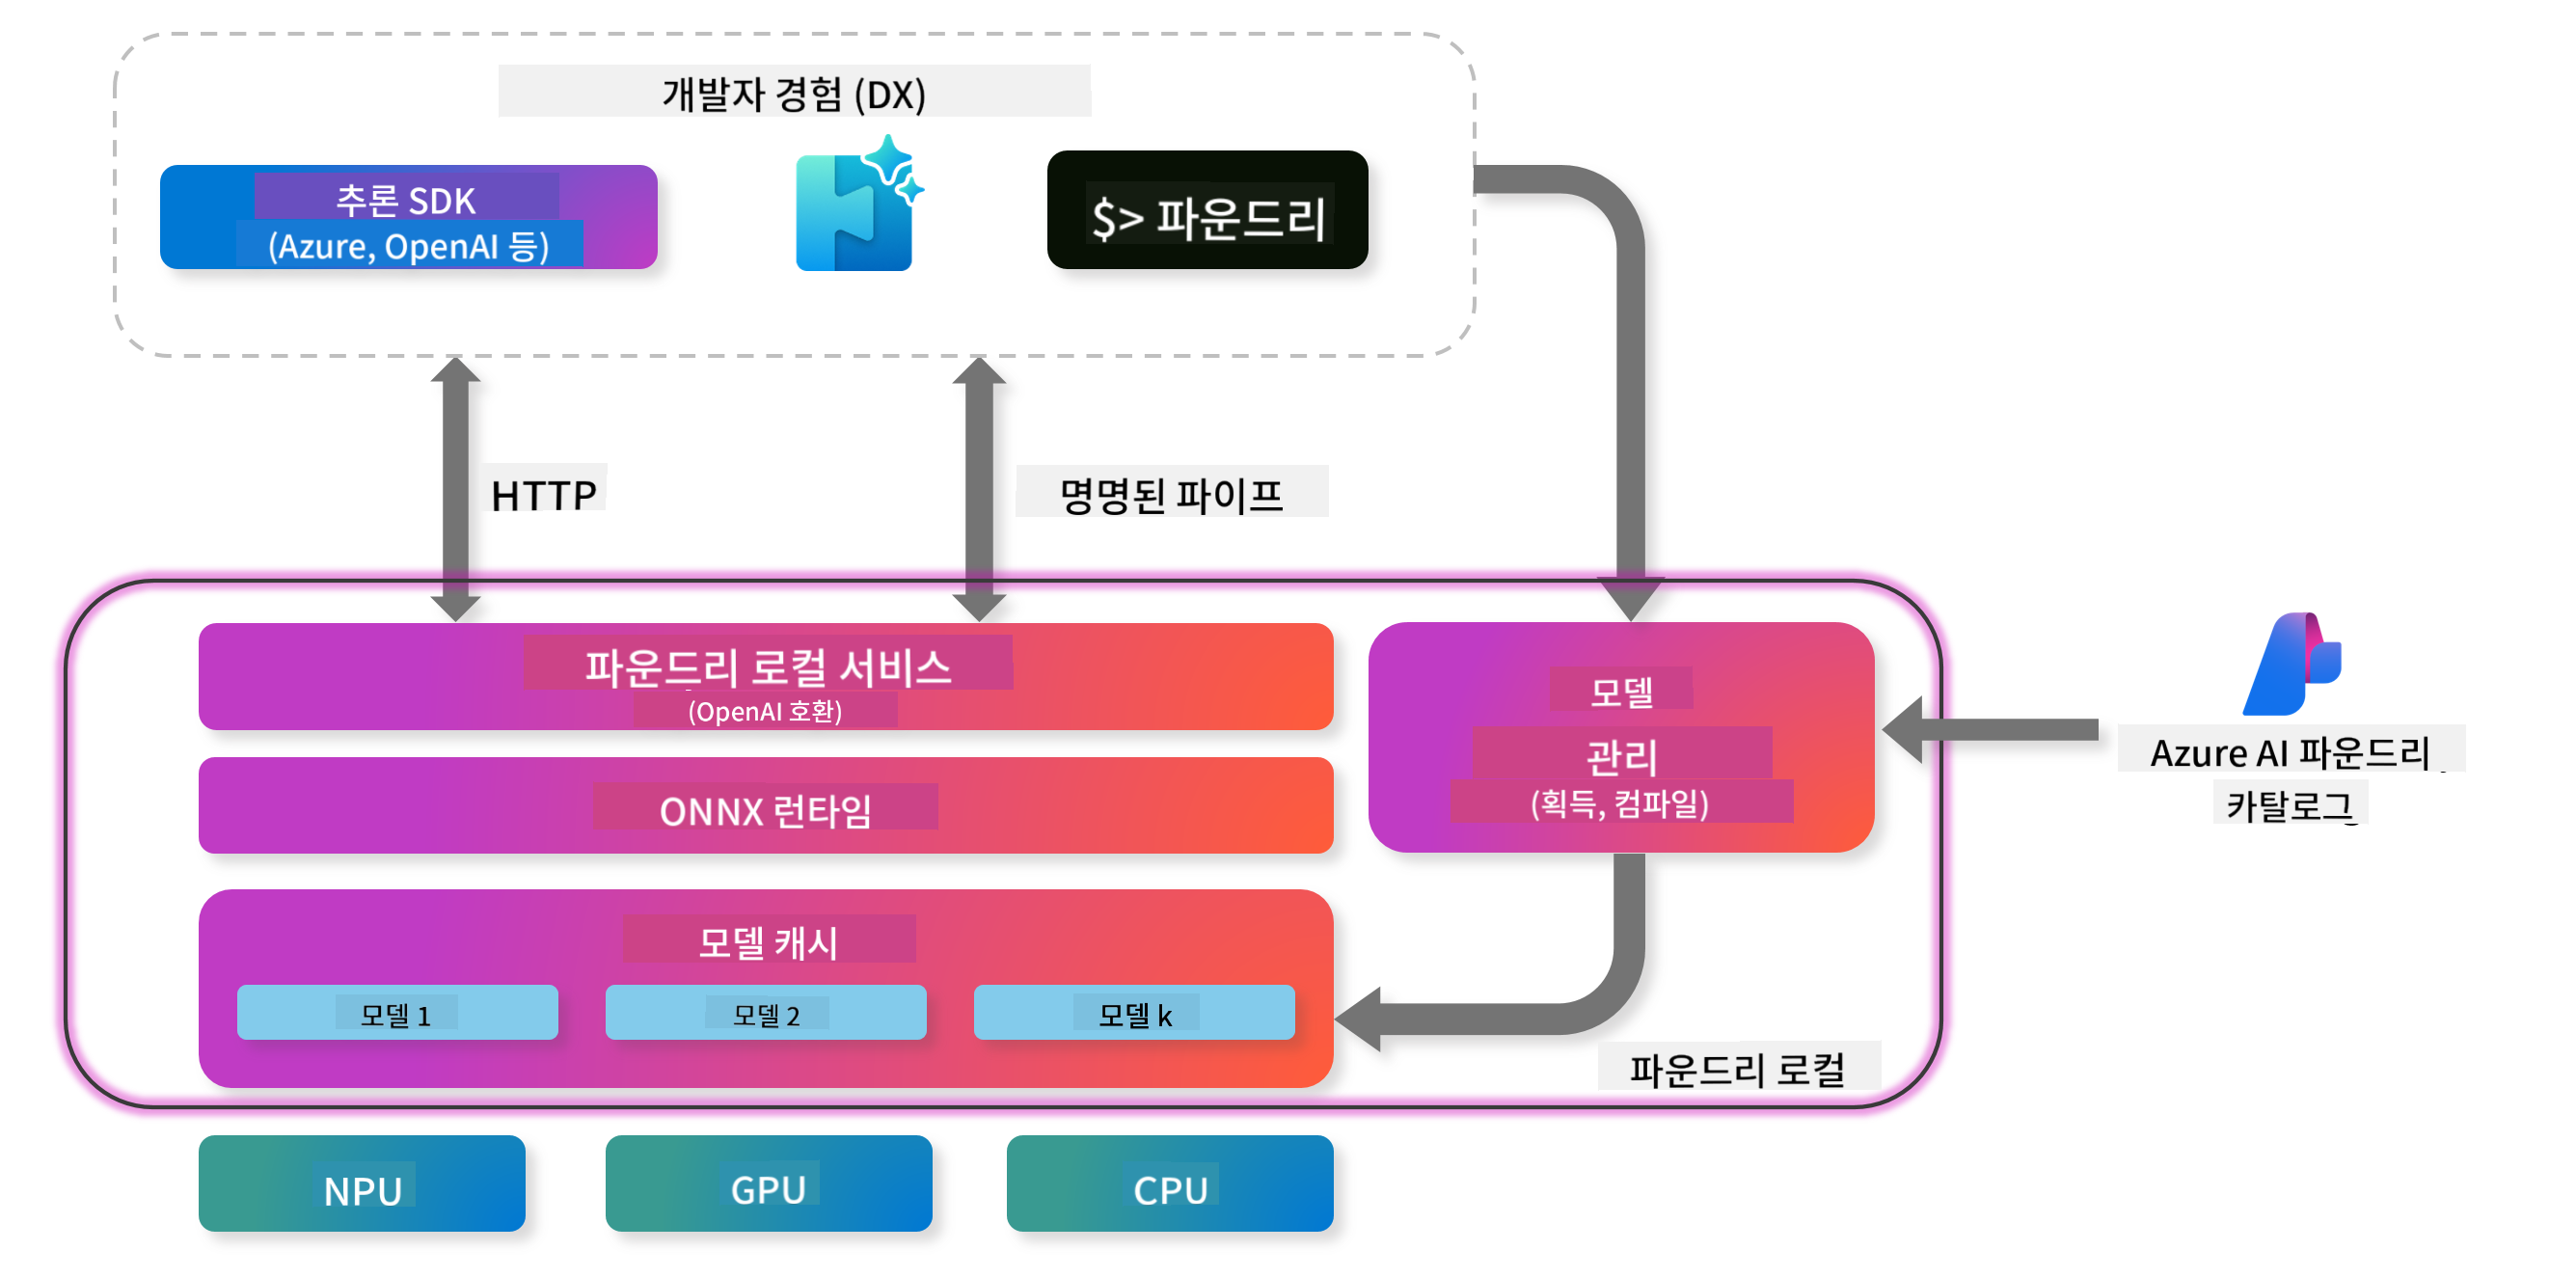 개발자 경험 (DX)
추론 SDK
(Azure, OpenAI 등)
$> 파운드리
HTTP
명명된 파이프
파운드리 로컬 서비스
(OpenAI 호환)
ONNX 런타임
모델 캐시
모델 1
모델 2
모델 k
모델
관리
(획득, 컴파일)
Azure AI 파운드리
카탈로그
파운드리 로컬
NPU
GPU
CPU